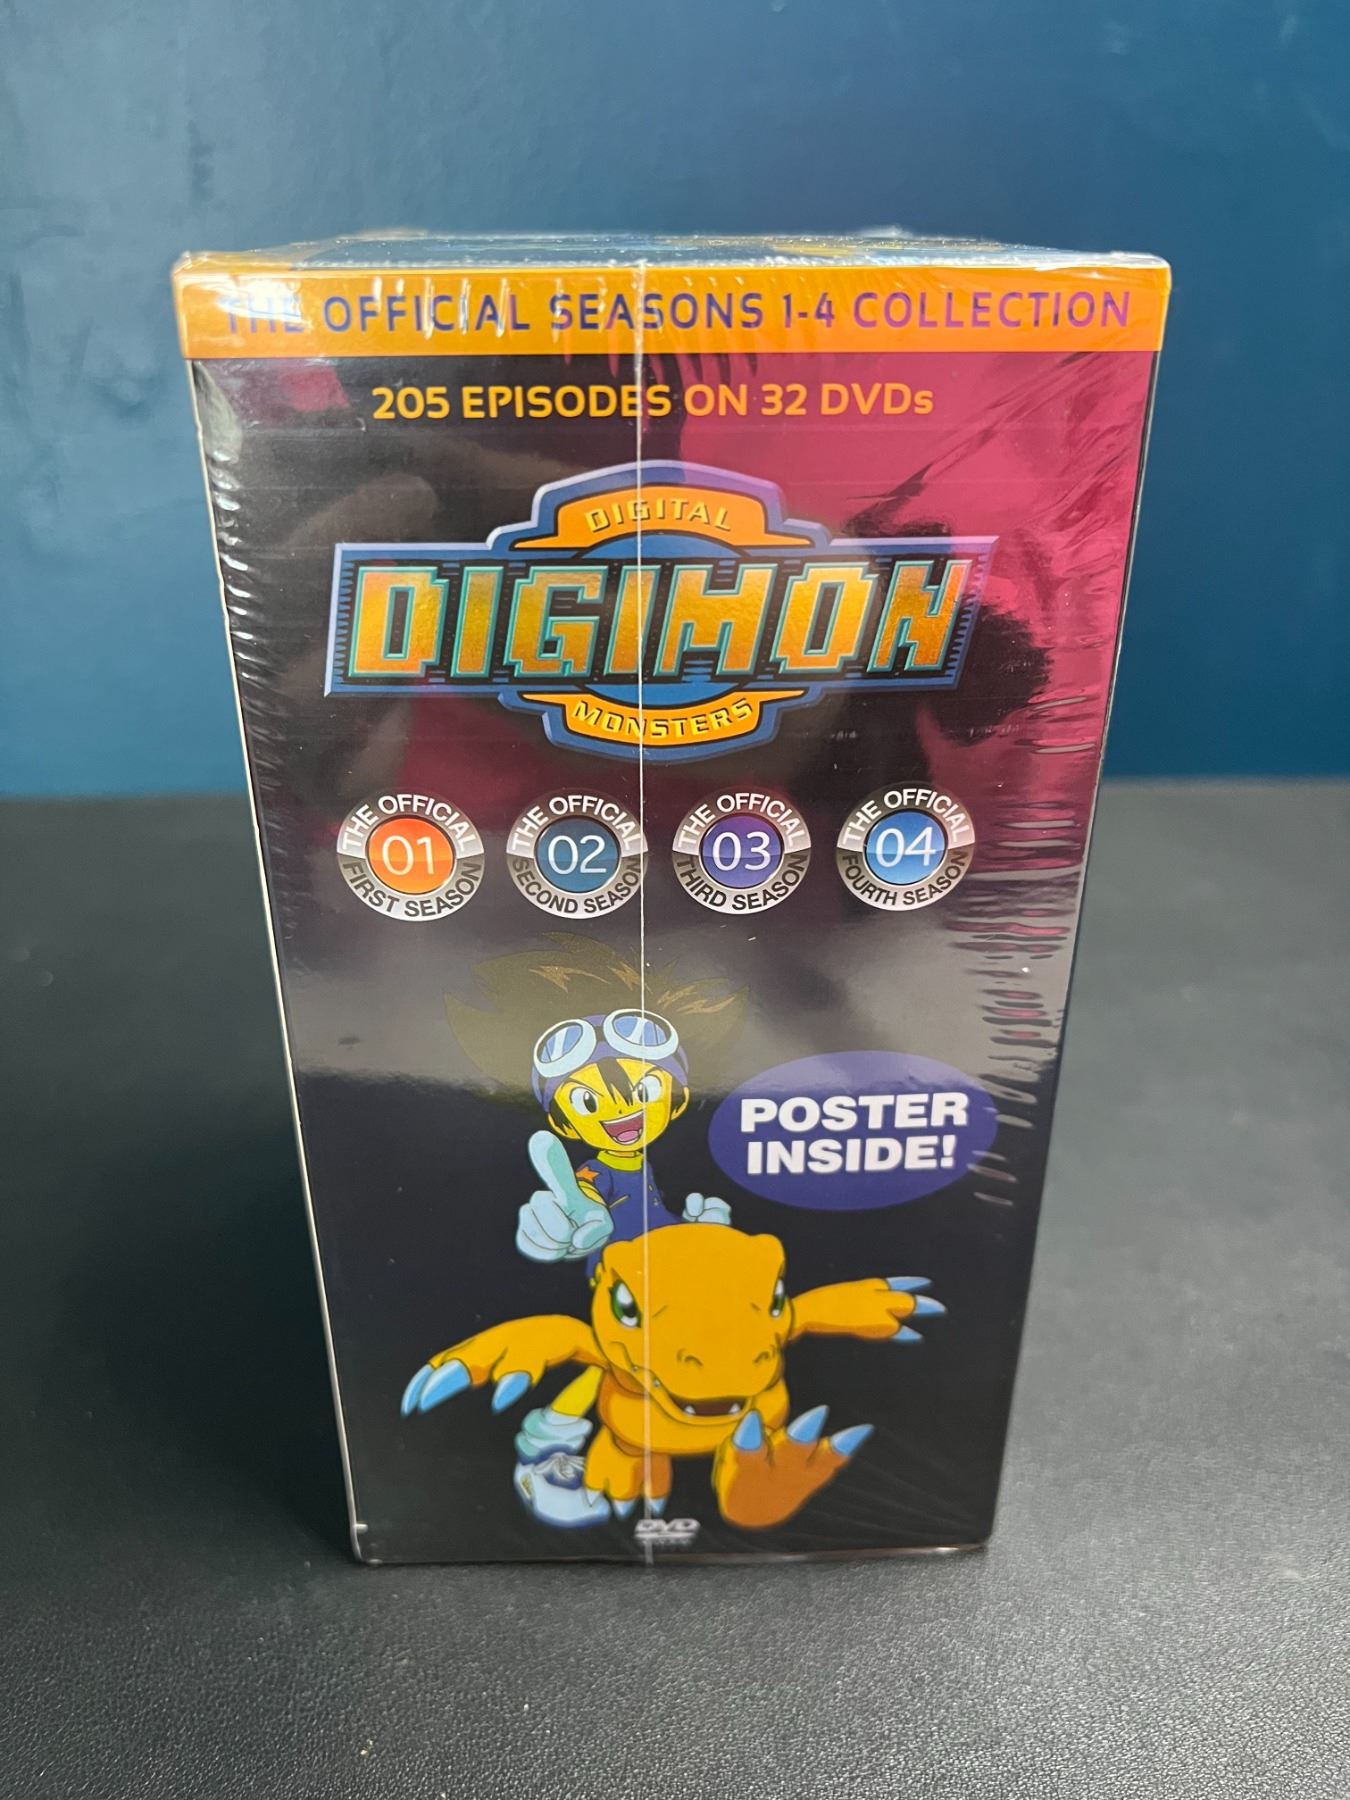 THE OFFICIAL SEASONS 1-4 COLLECTION
205 EPISODES ON 32 DVDs
DIGITAL
DIGIMON
MONSTERS
THE OFFICIAL
01
FIRST SEASON
THE OFFICIAL
02
SECOND SEASON
THE OFFICIAL
03
THIRD SEASON
THE OFFICIAL
04
FOURTH SEASON
POSTER
INSIDE!
DVD